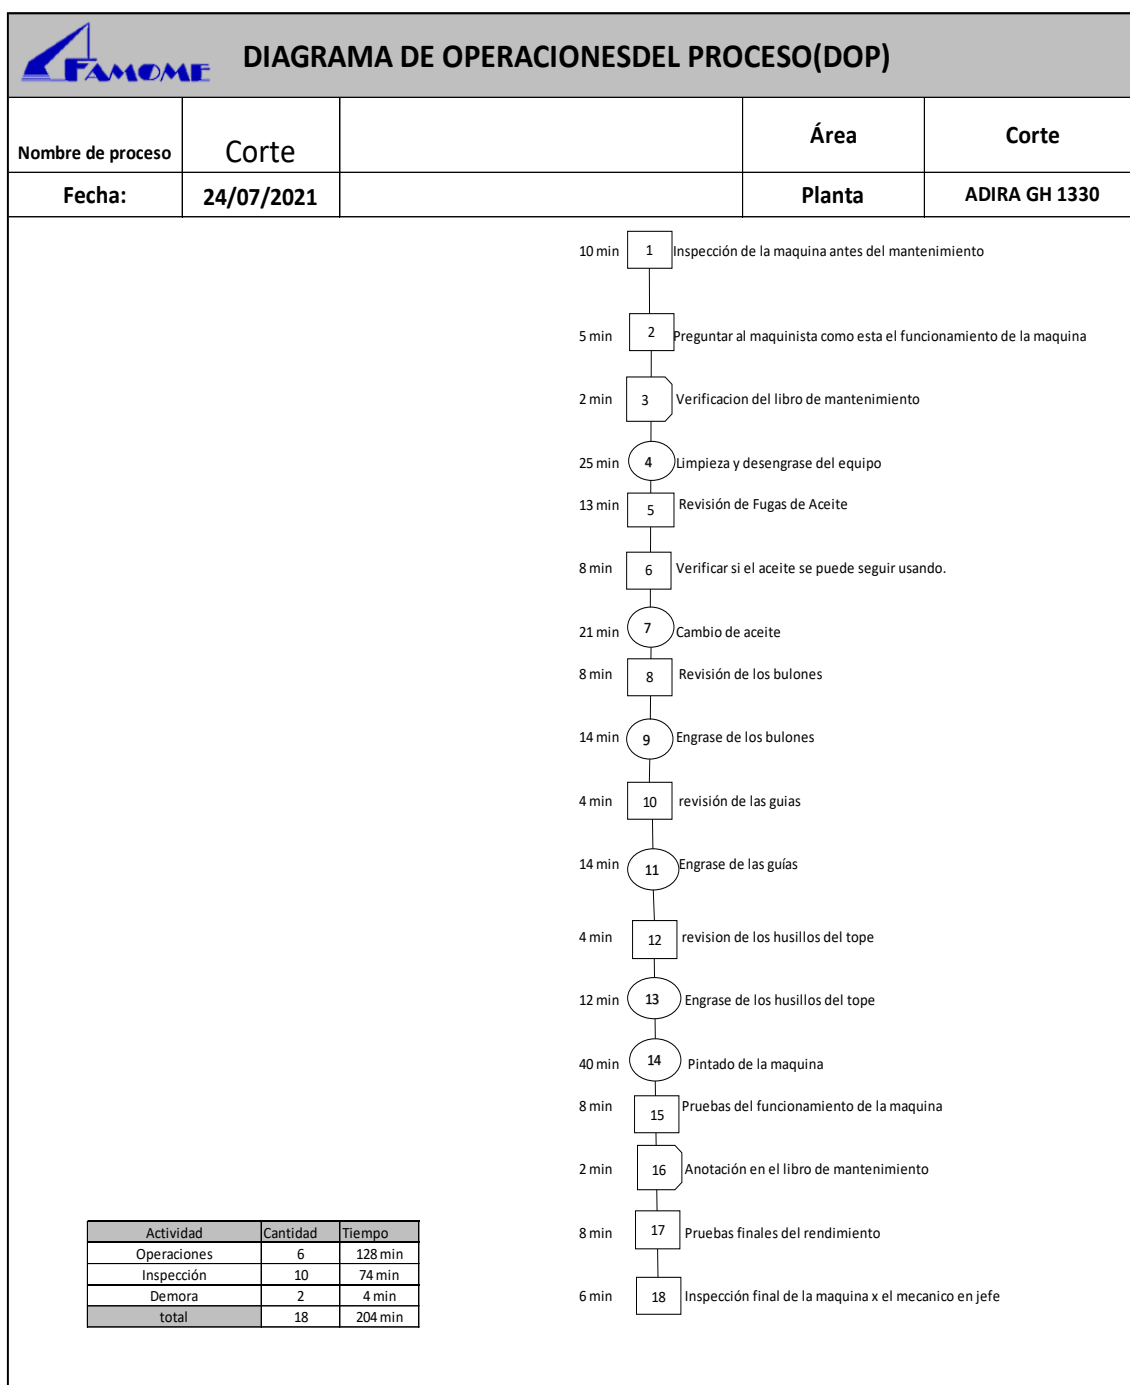 FAMOME
DIAGRAMA DE OPERACIONESDEL PROCESO(DOP)
Nombre de proceso Corte Área Corte
Fecha: 24/07/2021 Planta ADIRA GH 1330
10 min 1 Inspección de la maquina antes del mantenimiento
5 min 2 Preguntar al maquinista como esta el funcionamiento de la maquina
2 min 3 Verificacion del libro de mantenimiento
25 min 4 Limpieza y desengrase del equipo
13 min 5 Revisión de Fugas de Aceite
8 min 6 Verificar si el aceite se puede seguir usando.
21 min 7 Cambio de aceite
8 min 8 Revisión de los bulones
14 min 9 Engrase de los bulones
4 min 10 revisión de las guias
14 min 11 Engrase de las guías
4 min 12 revision de los husillos del tope
12 min 13 Engrase de los husillos del tope
40 min 14 Pintado de la maquina
8 min 15 Pruebas del funcionamiento de la maquina
2 min 16 Anotación en el libro de mantenimiento
8 min 17 Pruebas finales del rendimiento
6 min 18 Inspección final de la maquina x el mecanico en jefe
Actividad Cantidad Tiempo
Operaciones 6 128 min
Inspección 10 74 min
Demora 2 4 min
total 18 204 min